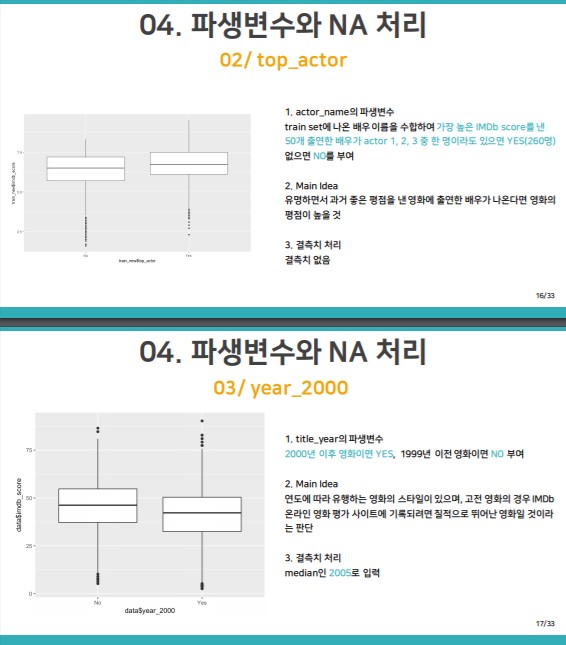 04. 파생변수와 NA 처리
02/ top_actor
1. actor_name의 파생변수
train set에 나온 배우 이름을 수합하여 가장 높은 IMDb score를 낸
50개 출연한 배우가 actor 1, 2, 3 중 한 명이라도 있으면 YES(260명)
없으면 NO를 부여
2. Main Idea
유명하면서 과거 좋은 평점을 낸 영화에 출연한 배우가 나온다면 영화의
평점이 높을 것
3. 결측치 처리
결측치 없음
train_new$imdb_score
7.5
5.0
2.5
No
Yes
train_new$top_actor
16/33
04. 파생변수와 NA 처리
03/ year_2000
1. title_year의 파생변수
2000년 이후 영화이면 YES, 1999년 이전 영화이면 NO 부여
2. Main Idea
연도에 따라 유행하는 영화의 스타일이 있으며, 고전 영화의 경우 IMDb
온라인 영화 평가 사이트에 기록되려면 질적으로 뛰어난 영화일 것이라
는 판단
3. 결측치 처리
median인 2005로 입력
data$imdb_score
75
50
25
0
No
Yes
data$year_2000
17/33